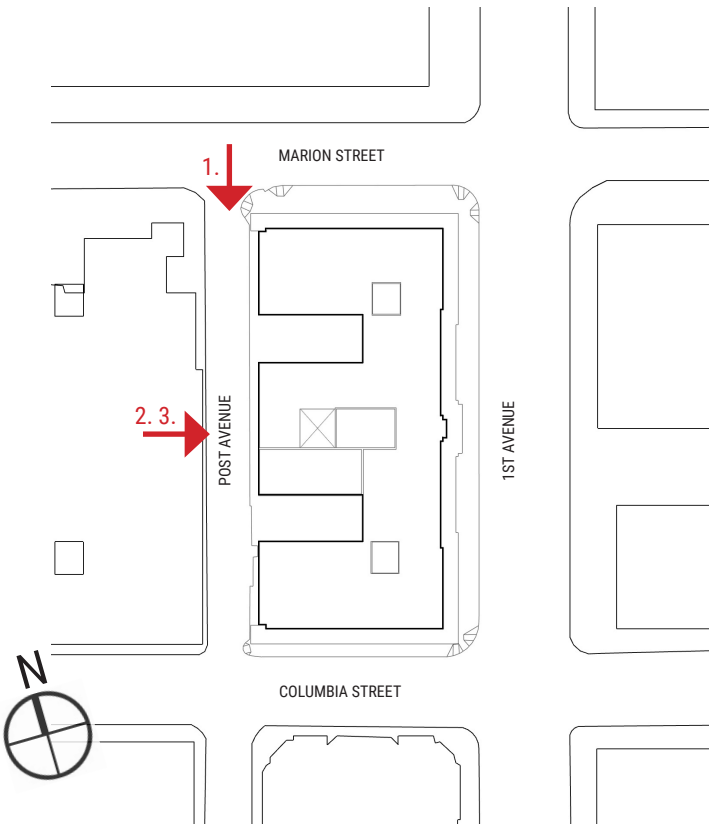 MARION STREET
1.
2. 3.
POST AVENUE
1ST AVENUE
COLUMBIA STREET
N